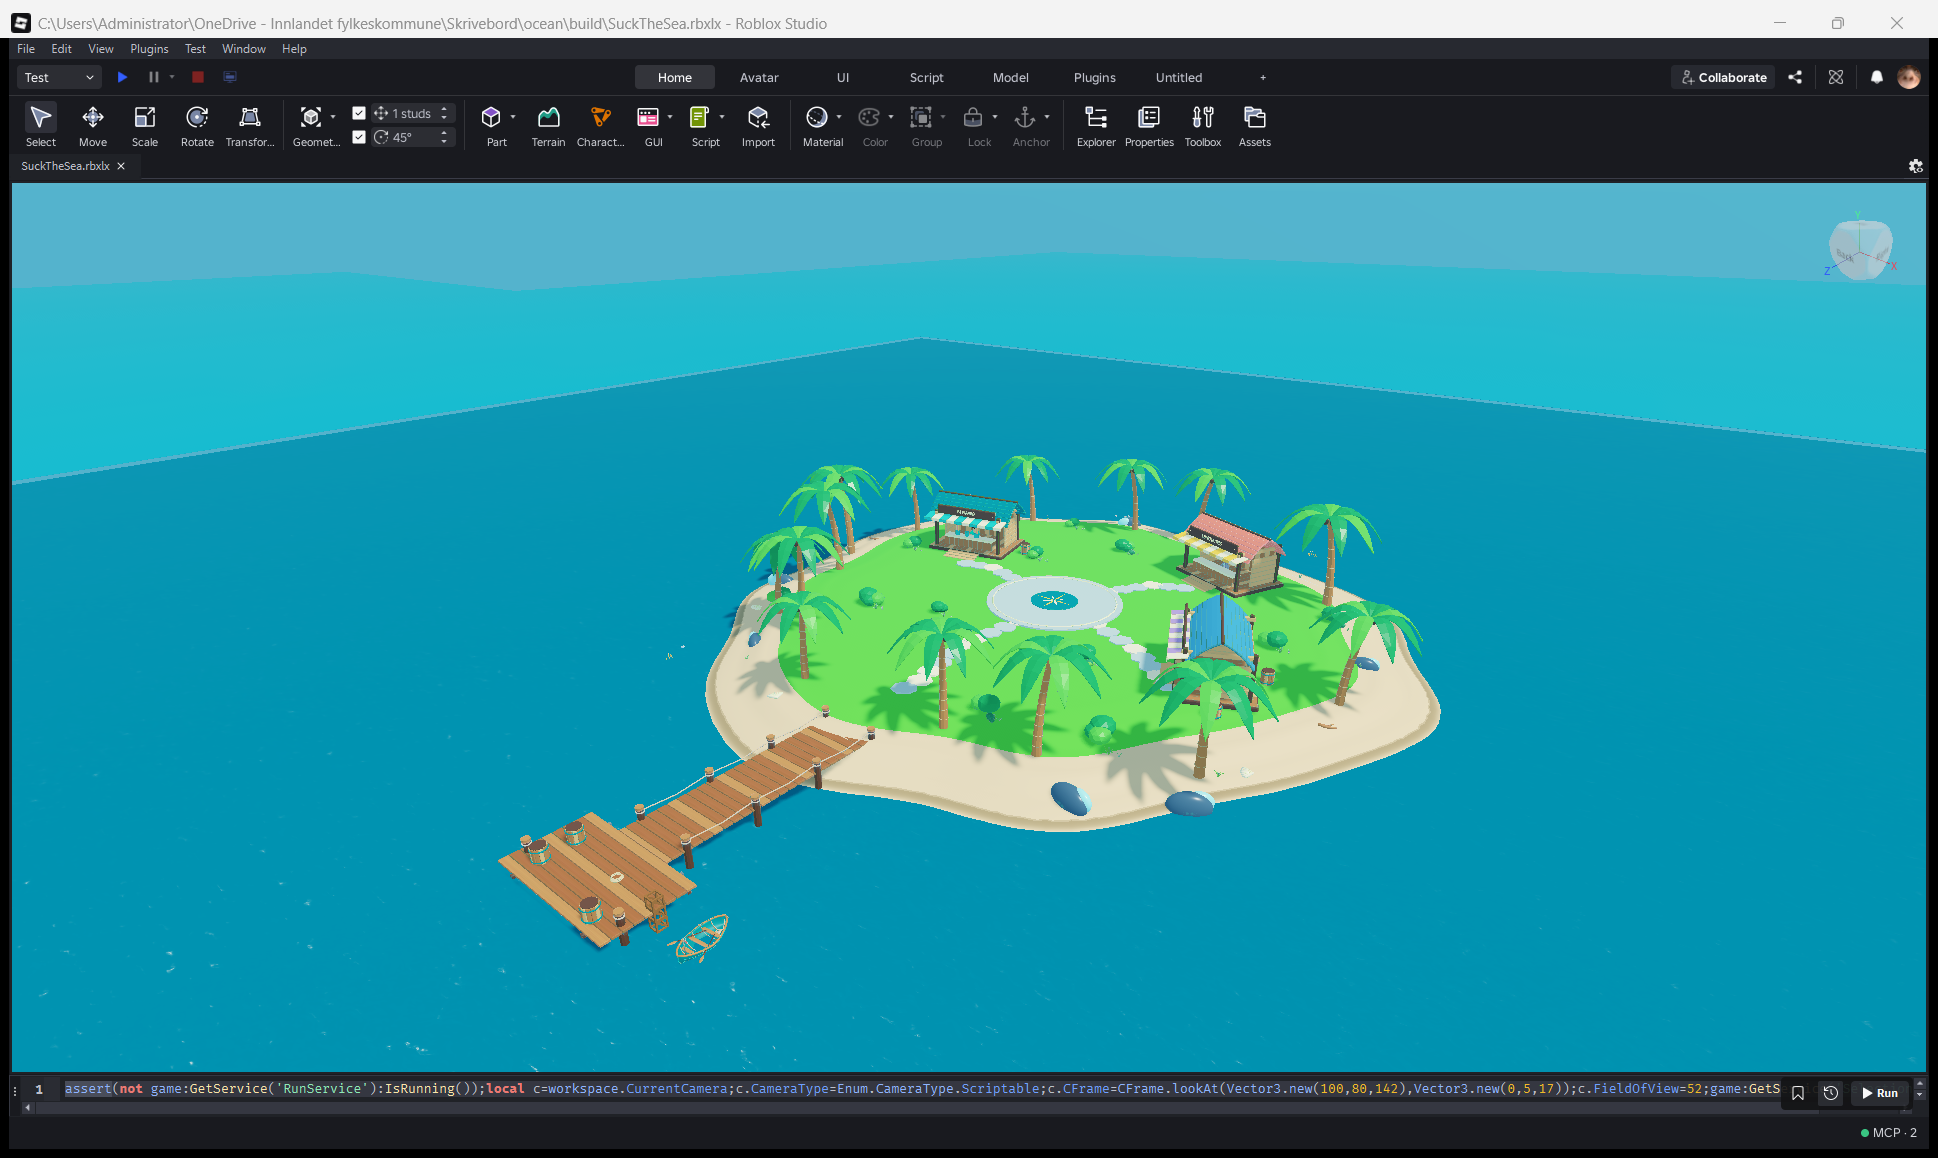 C:\Users\Administrator\OneDrive - Innlandet fylkeskommune\Skrivebord\ocean\build\SuckTheSea.rbxlx - Roblox Studio
File Edit View Plugins Test Window Help
Test Home Avatar UI Script Model Plugins Untitled + Collaborate
1 studs
45°
Select Move Scale Rotate Transfor... Geomet... Part Terrain Charact... GUI Script Import Material Color Group Lock Anchor Explorer Properties Toolbox Assets
SuckTheSea.rbxlx
Y
Z X
1 assert(not game:GetService('RunService'):IsRunning());local c=workspace.CurrentCamera;c.CameraType=Enum.CameraType.Scriptable;c.CFrame=CFrame.lookAt(Vector3.new(100,80,142),Vector3.new(0,5,17));c.FieldOfView=52;game:GetS
Run
MCP · 2